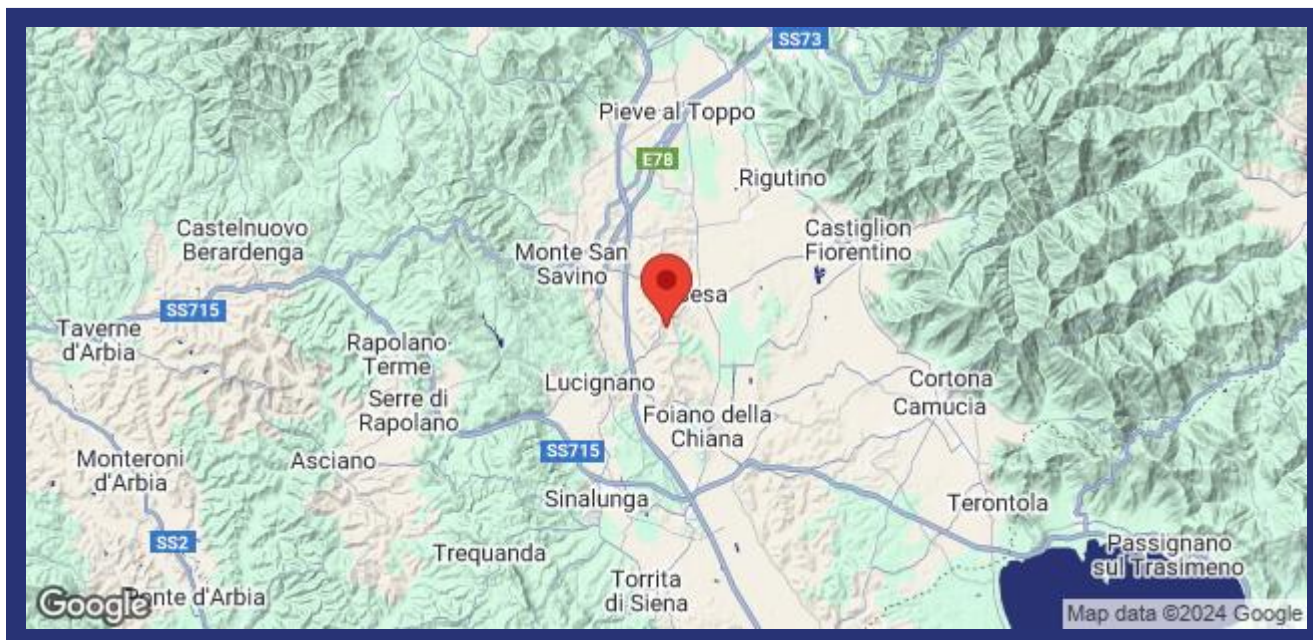 SS73
Pieve al Toppo
E78
Rigutino
Castelnuovo
Berardenga
Castiglion
Fiorentino
Monte San
Savino
SS715
Taverne
d'Arbia
Rapolano
Terme
Lucignano
Cortona
Camucia
Serre di
Rapolano
Foiano della
Chiana
SS715
Monteroni
d'Arbia
Asciano
Sinalunga
Terontola
SS2
Trequanda
Passignano
sul Trasimeno
Torrita
di Siena
Google
d'Arbia
Map data ©2024 Google